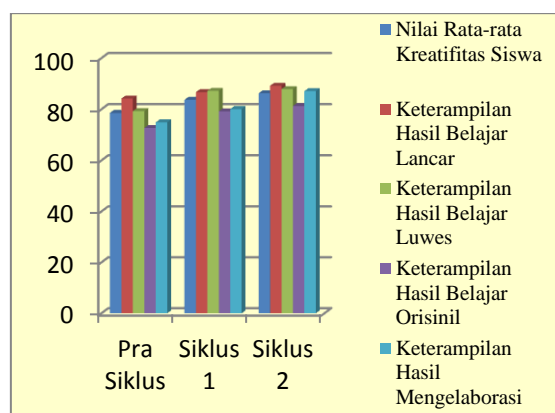 100
80
60
40
20
0
Pra
Siklus
Siklus
1
Siklus
2
Nilai Rata-rata
Kreatifitas Siswa
Keterampilan
Hasil Belajar
Lancar
Keterampilan
Hasil Belajar
Luwes
Keterampilan
Hasil Belajar
Orisinil
Keterampilan
Hasil
Mengelaborasi